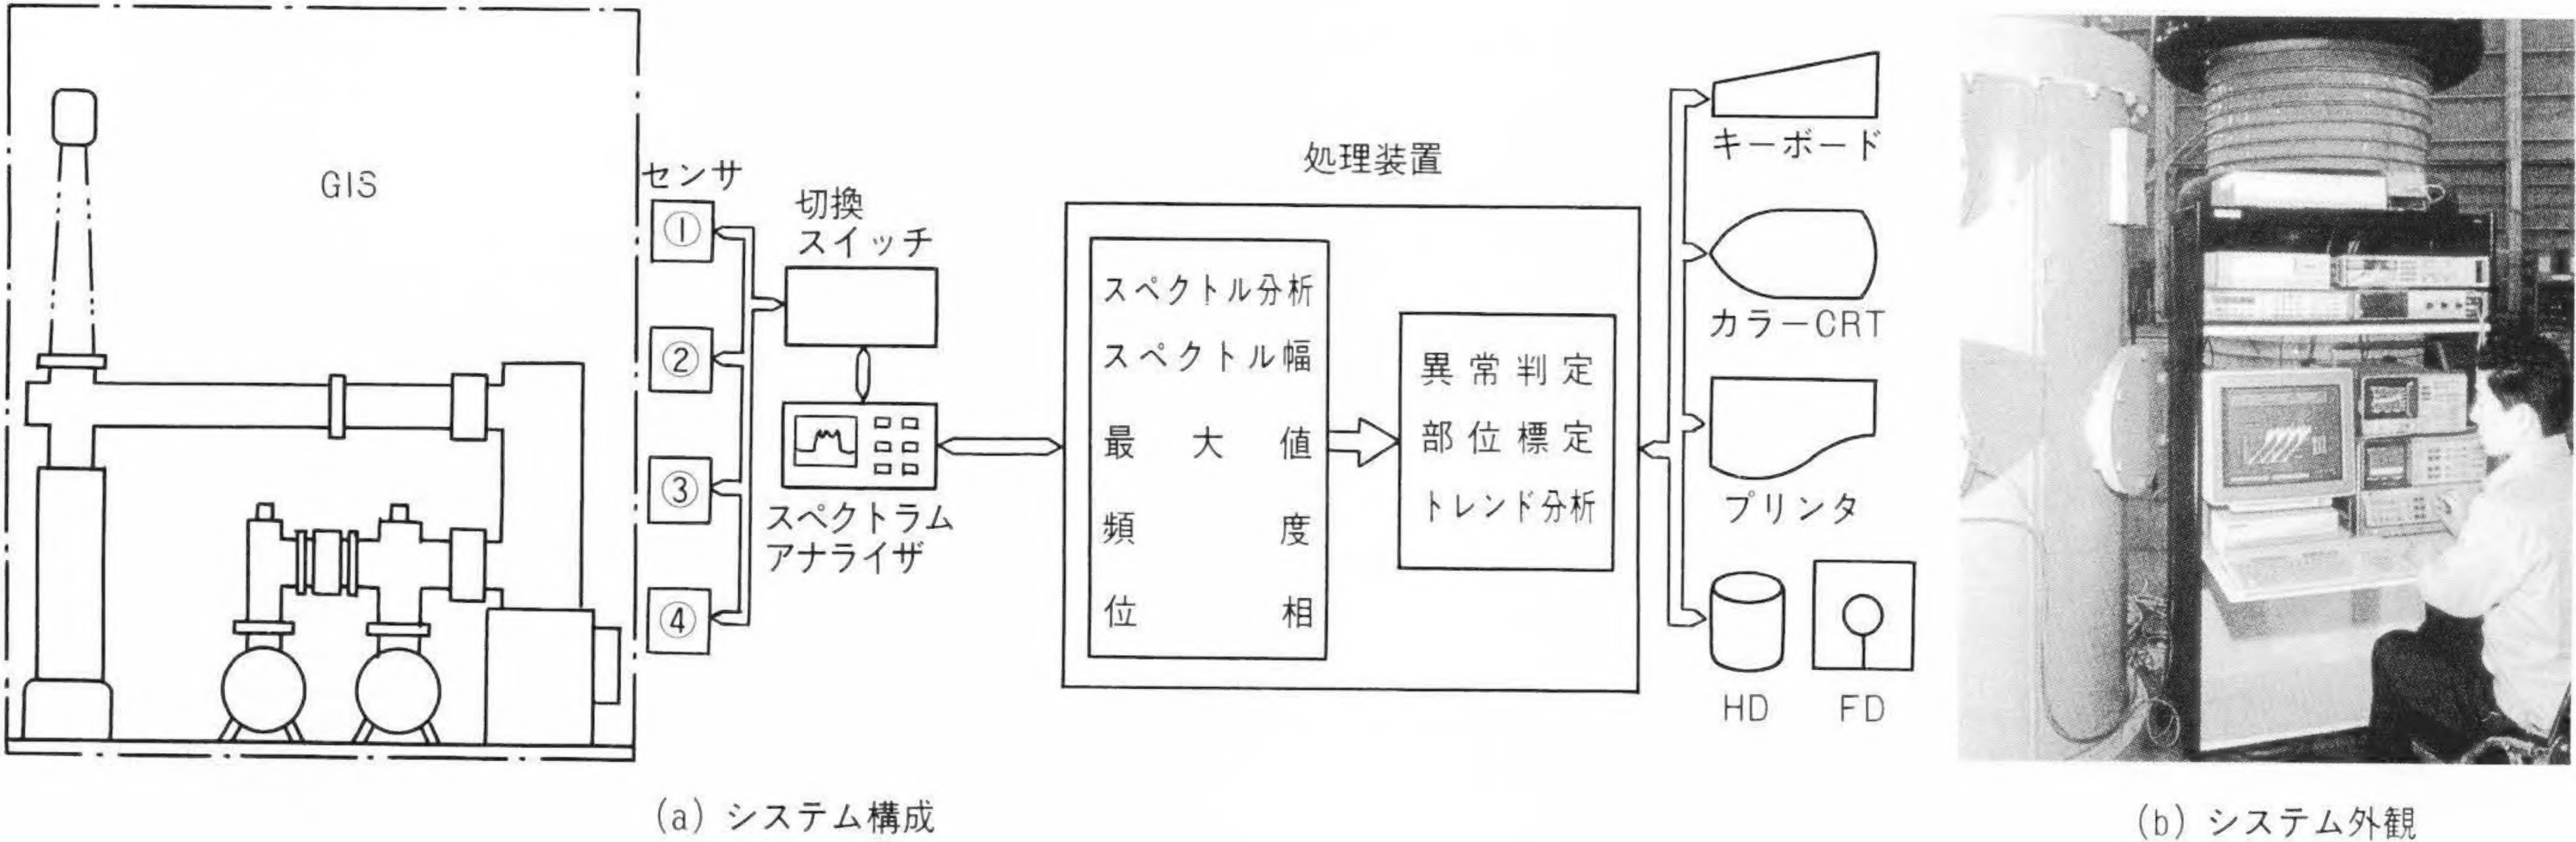 GIS
センサ
①
②
③
④
切換
スイッチ
スペクトラム
アナライザ
処理装置
スペクトル分析
スペクトル幅
最大値
頻度
位相
異常判定
部位標定
トレンド分析
キーボード
カラーCRT
プリンタ
HD FD
(a) システム構成
(b) システム外観